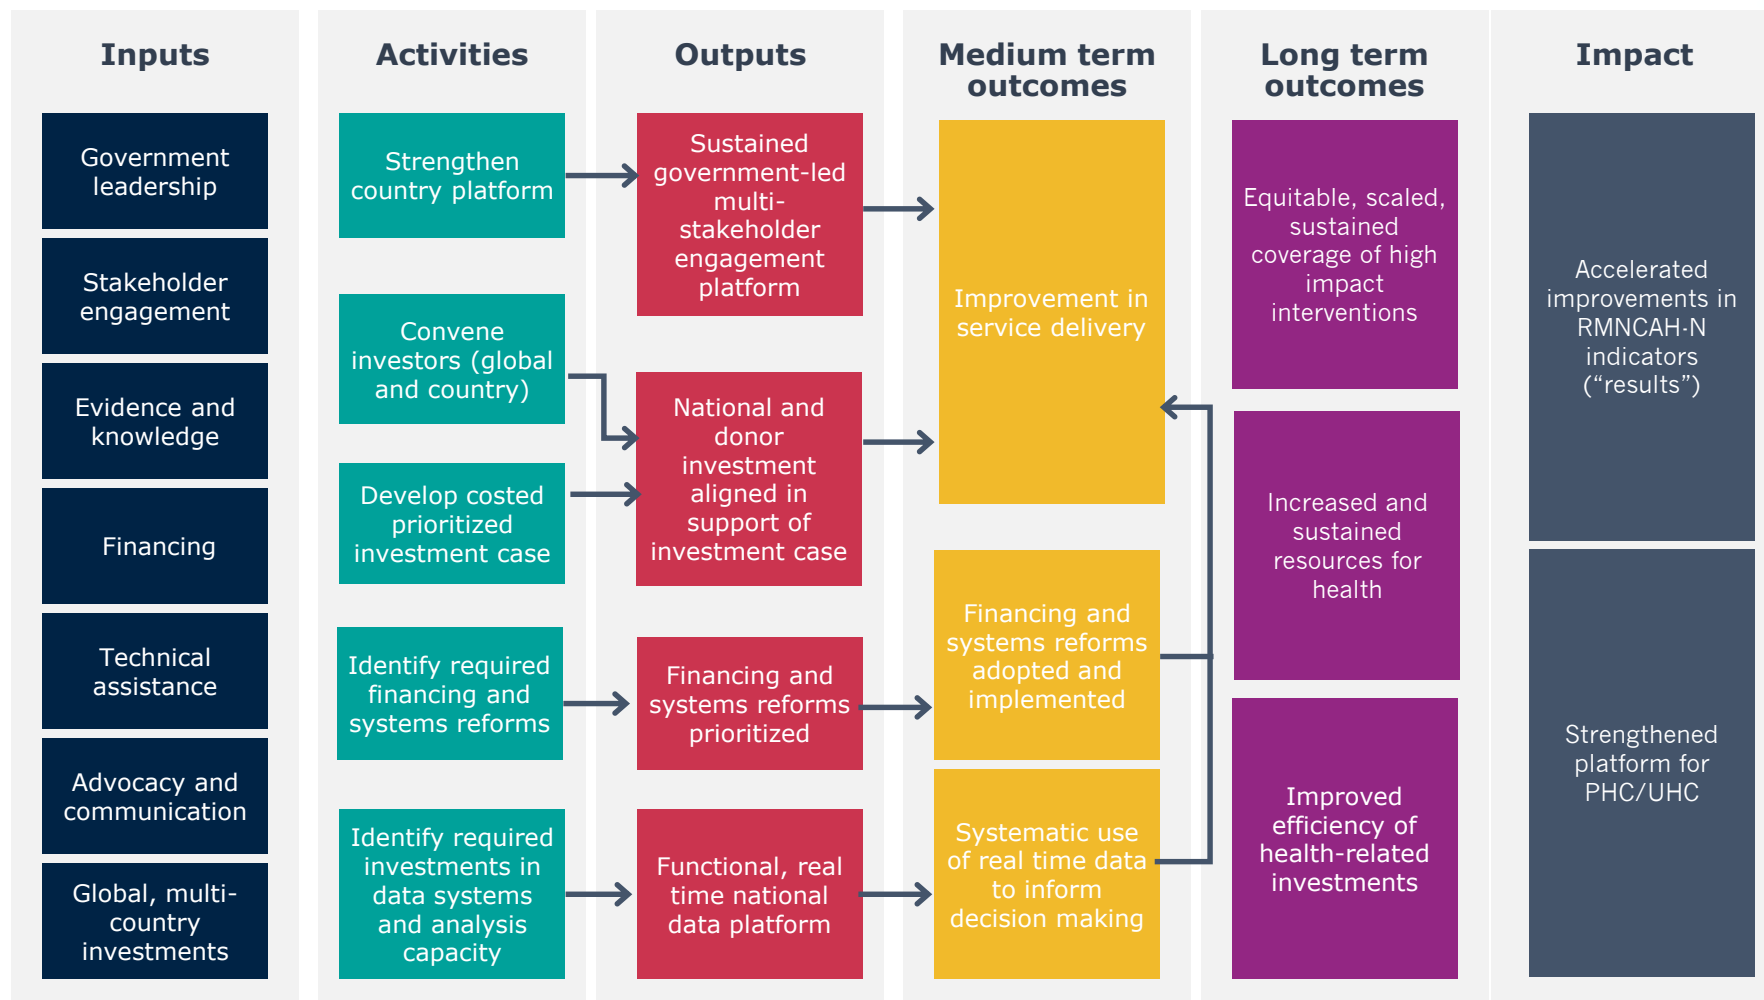 Inputs
Government
leadership
Stakeholder
engagement
Evidence and
knowledge
Financing
Technical
assistance
Advocacy and
communication
Global, multi-
country
investments
Activities
Strengthen
country platform
Convene
investors (global
and country)
Develop costed
prioritized
investment case
Identify required
financing and
systems reforms
Identify required
investments in
data systems
and analysis
capacity
Outputs
Sustained
government-led
multi-
stakeholder
engagement
platform
National and
donor
investment
aligned in
support of
investment case
Financing and
systems reforms
prioritized
Functional, real
time national
data platform
Medium term
outcomes
Improvement in
service delivery
Financing and
systems reforms
adopted and
implemented
Systematic use
of real time data
to inform
decision making
Long term
outcomes
Equitable, scaled,
sustained
coverage of high
impact
interventions
Increased and
sustained
resources for
health
Improved
efficiency of
health-related
investments
Impact
Accelerated
improvements in
RMNCAH-N
indicators
(“results”)
Strengthened
platform for
PHC/UHC